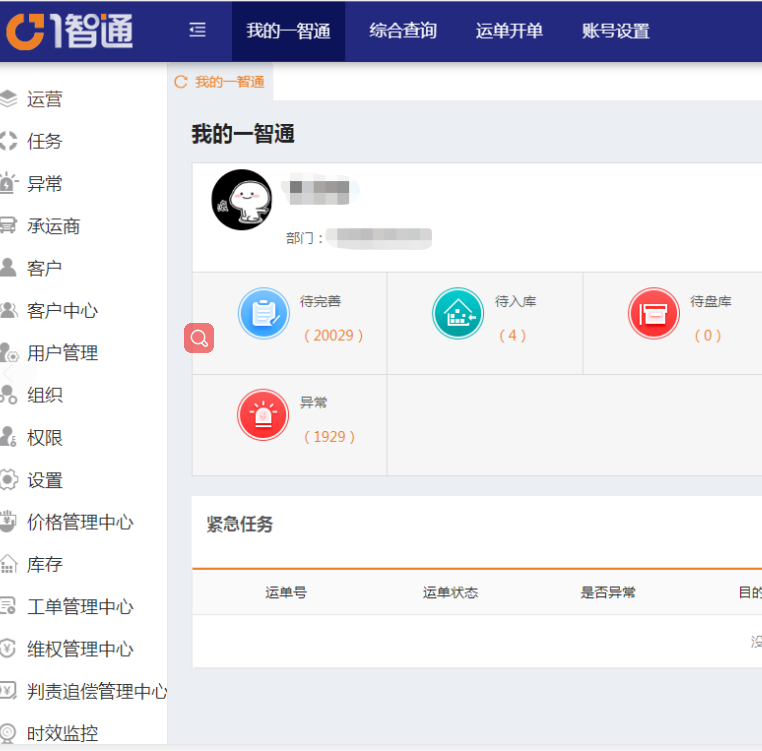 1智通
我的一智通 综合查询 运单开单 账号设置
我的一智通
运营
任务
异常
承运商
客户
客户中心
用户管理
组织
权限
设置
价格管理中心
库存
工单管理中心
维权管理中心
判责追偿管理中心
时效监控
我的一智通
部门：
待完善
（20029）
待入库
（4）
待盘库
（0）
异常
（1929）
紧急任务
运单号 运单状态 是否异常 目的
没